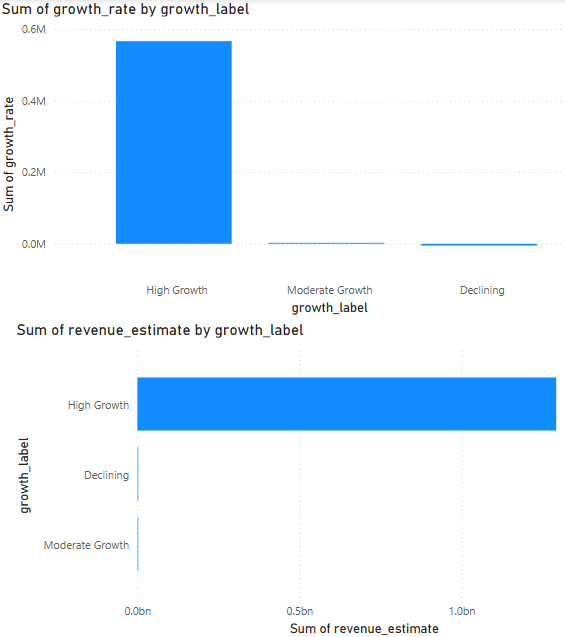 Sum of growth_rate by growth_label
0.6M
0.4M
0.2M
0.0M
Sum of growth_rate
High Growth
Moderate Growth
Declining
growth_label
Sum of revenue_estimate by growth_label
High Growth
Declining
Moderate Growth
growth_label
0.0bn
0.5bn
1.0bn
Sum of revenue_estimate